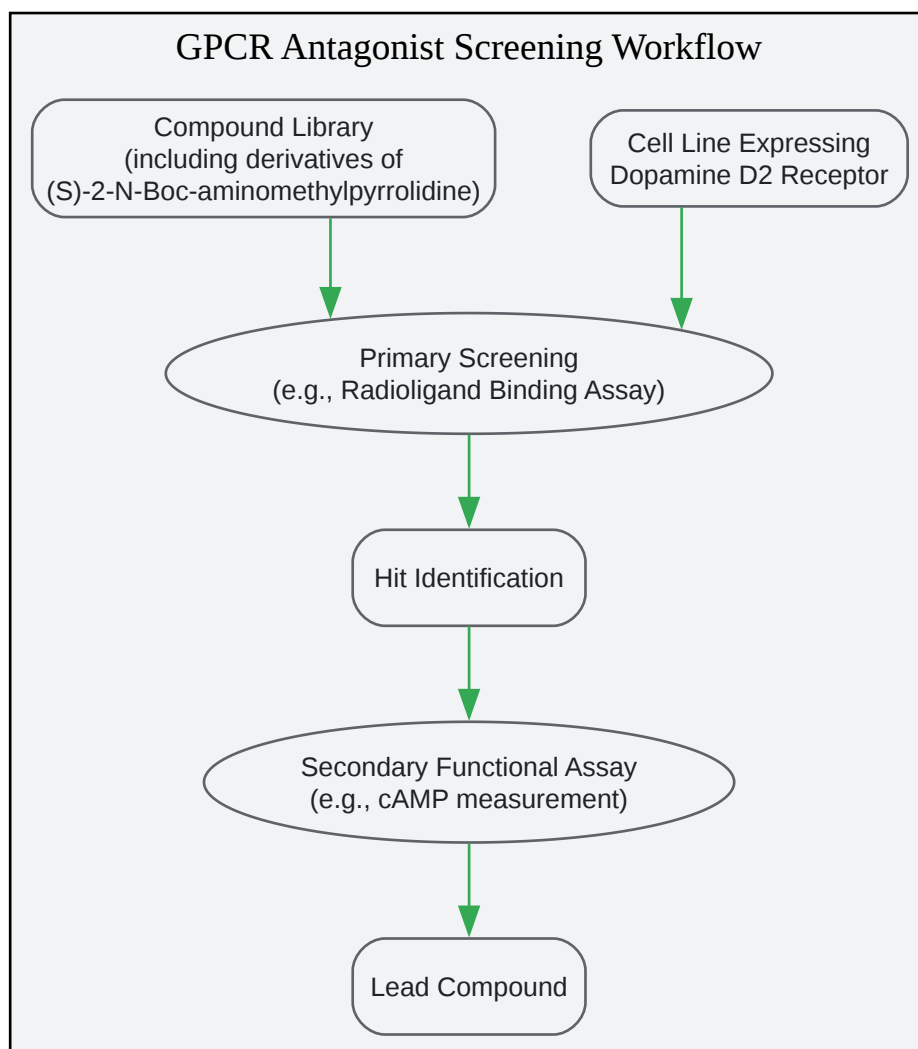 GPCR Antagonist Screening Workflow
Compound Library
(including derivatives of
(S)-2-N-Boc-aminomethylpyrrolidine)
Cell Line Expressing
Dopamine D2 Receptor
Primary Screening
(e.g., Radioligand Binding Assay)
Hit Identification
Secondary Functional Assay
(e.g., cAMP measurement)
Lead Compound